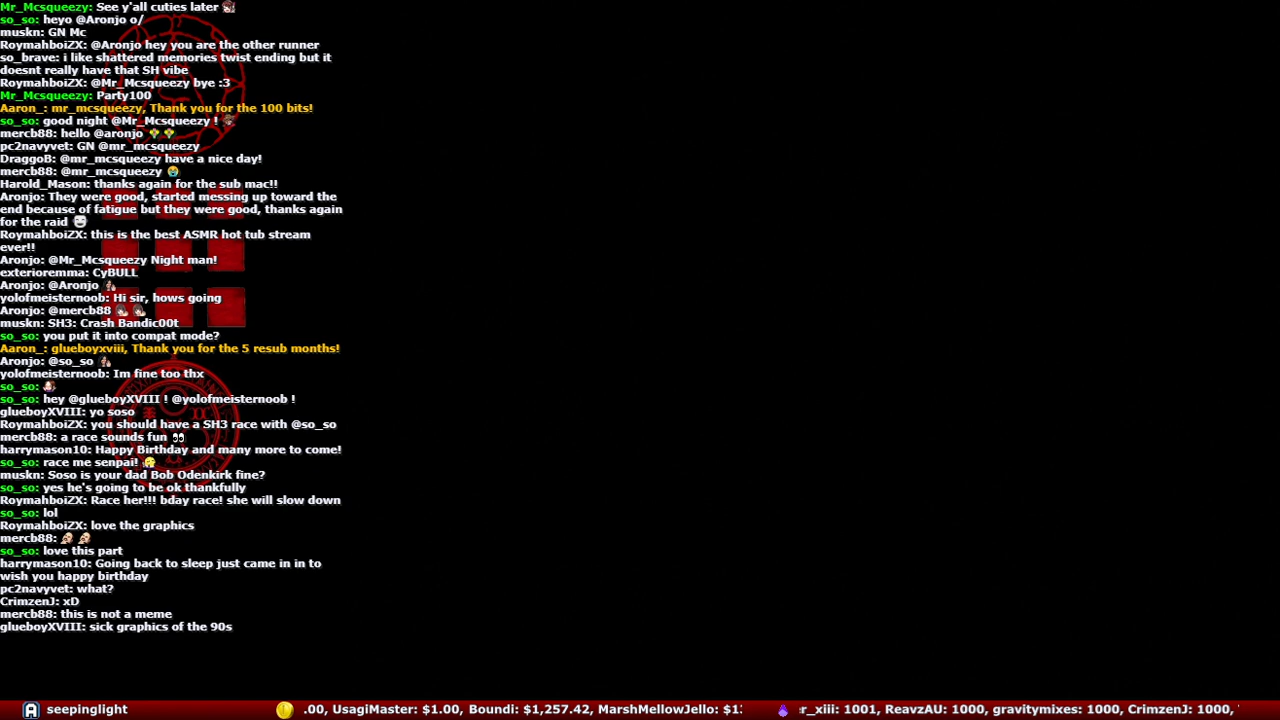 Mr_Mcsqueezy: See y'all cuties later
so_so: heyo @Aronjo o/
muskn: GN Mc
RoymahboiZX: @Aronjo hey you are the other runner
so_brave: i like shattered memories twist ending but it
doesnt really have that SH vibe
RoymahboiZX: @Mr_Mcsqueezy bye :3
Mr_Mcsqueezy: Party100
Aaron_: mr_mcsqueezy, Thank you for the 100 bits!
so_so: good night @Mr_Mcsqueezy !
mercb88: hello @aronjo
pc2navyvet: GN @mr_mcsqueezy
DraggoB: @mr_mcsqueezy have a nice day!
mercb88: @mr_mcsqueezy 😭
Harold_Mason: thanks again for the sub mac!!
Aronjo: They were good, started messing up toward the
end because of fatigue but they were good, thanks again
for the raid
RoymahboiZX: this is the best ASMR hot tub stream
ever!!
Aronjo: @Mr_Mcsqueezy Night man!
exterioremma: CyBULL
Aronjo: @Aronjo
yolofmeisternoob: Hi sir, hows going
Aronjo: @mercb88
muskn: SH3: Crash Bandic00t
so_so: you put it into compat mode?
Aaron_: glueboyxviii, Thank you for the 5 resub months!
Aronjo: @so_so
yolofmeisternoob: Im fine too thx
so_so:
so_so: hey @glueboyXVIII ! @yolofmeisternoob !
glueboyXVIII: yo soso
RoymahboiZX: you should have a SH3 race with @so_so
mercb88: a race sounds fun 👀
harrymason10: Happy Birthday and many more to come!
so_so: race me senpai!
muskn: Soso is your dad Bob Odenkirk fine?
so_so: yes he's going to be ok thankfully
RoymahboiZX: Race her!!! bday race! she will slow down
so_so: lol
RoymahboiZX: love the graphics
mercb88:
so_so: love this part
harrymason10: Going back to sleep just came in in to
wish you happy birthday
pc2navyvet: what?
CrimzenJ: xD
mercb88: this is not a meme
glueboyXVIII: sick graphics of the 90s
seepinglight .00, UsagiMaster: $1.00, Boundi: $1,257.42, MarshMellowJello: $1 r_xiii: 1001, ReavzAU: 1000, gravitymixes: 1000, CrimzenJ: 1000,